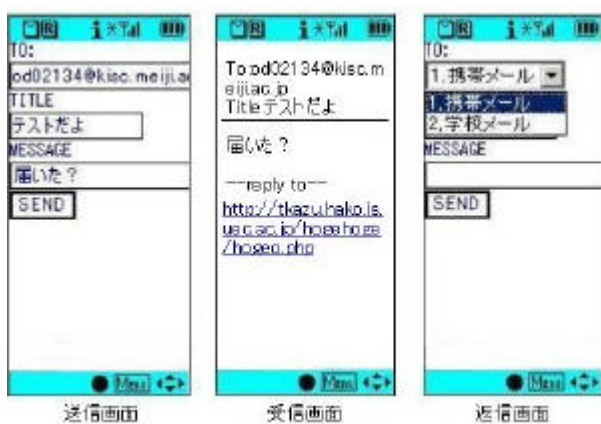 TO:
od02134@kisc.meiji.ac
TITLE
テストだよ
MESSAGE
届いた?
SEND
Menu
送信画面
To:od02134@kisc.m
eiji.ac.jp
Title:テストだよ
届いた?
---reply to---
http://tkazu.hako.is.
uec.ac.jp/hogehoge
/hogeo.php
Menu
受信画面
TO:
1.携帯メール
1.携帯メール
2.学校メール
MESSAGE
SEND
Menu
返信画面